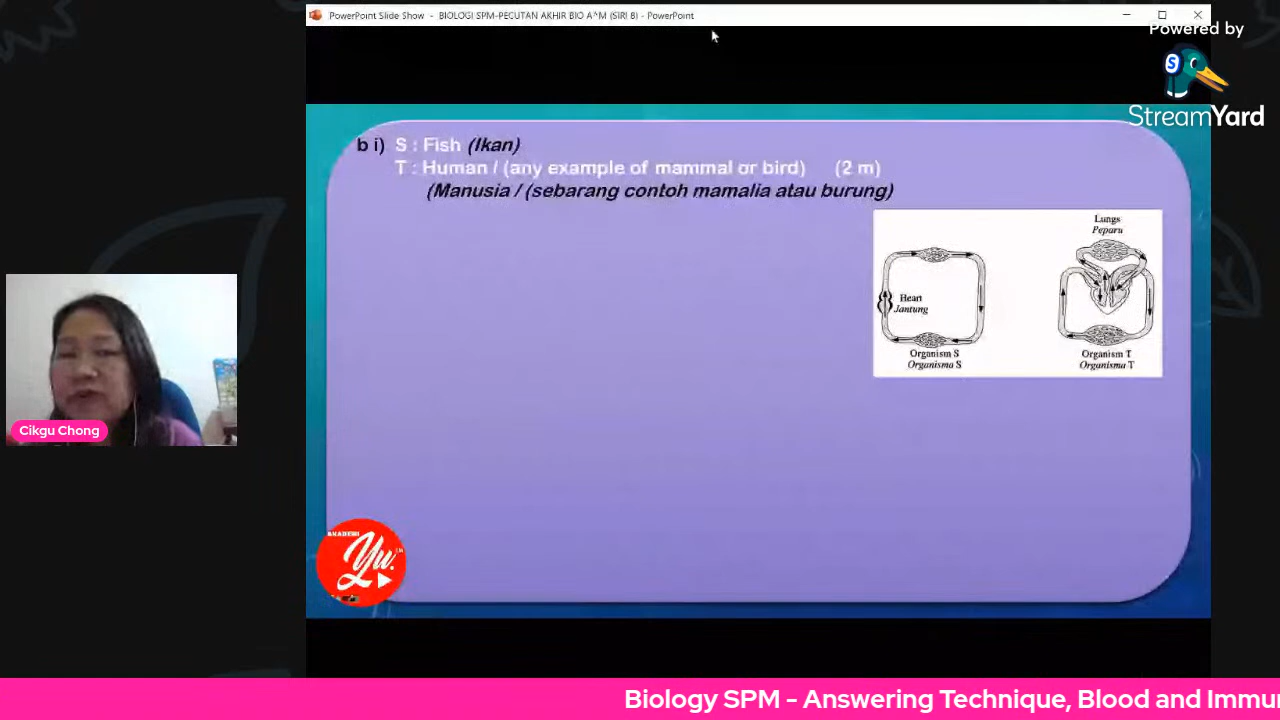 PowerPoint Slide Show - BIOLOGI SPM-PECUTAN AKHIR BIO A^M (SIRI 8) - PowerPoint
Powered by
S
StreamYard
b i) S : Fish (Ikan)
T : Human / (any example of mammal or bird) (2 m)
(Manusia / (sebarang contoh mamalia atau burung)
Lungs
Peparu
Heart
Jantung
Organism S
Organisma S
Organism T
Organisma T
Cikgu Chong
AKADEMI
Yu.
Biology SPM - Answering Technique, Blood and Immu